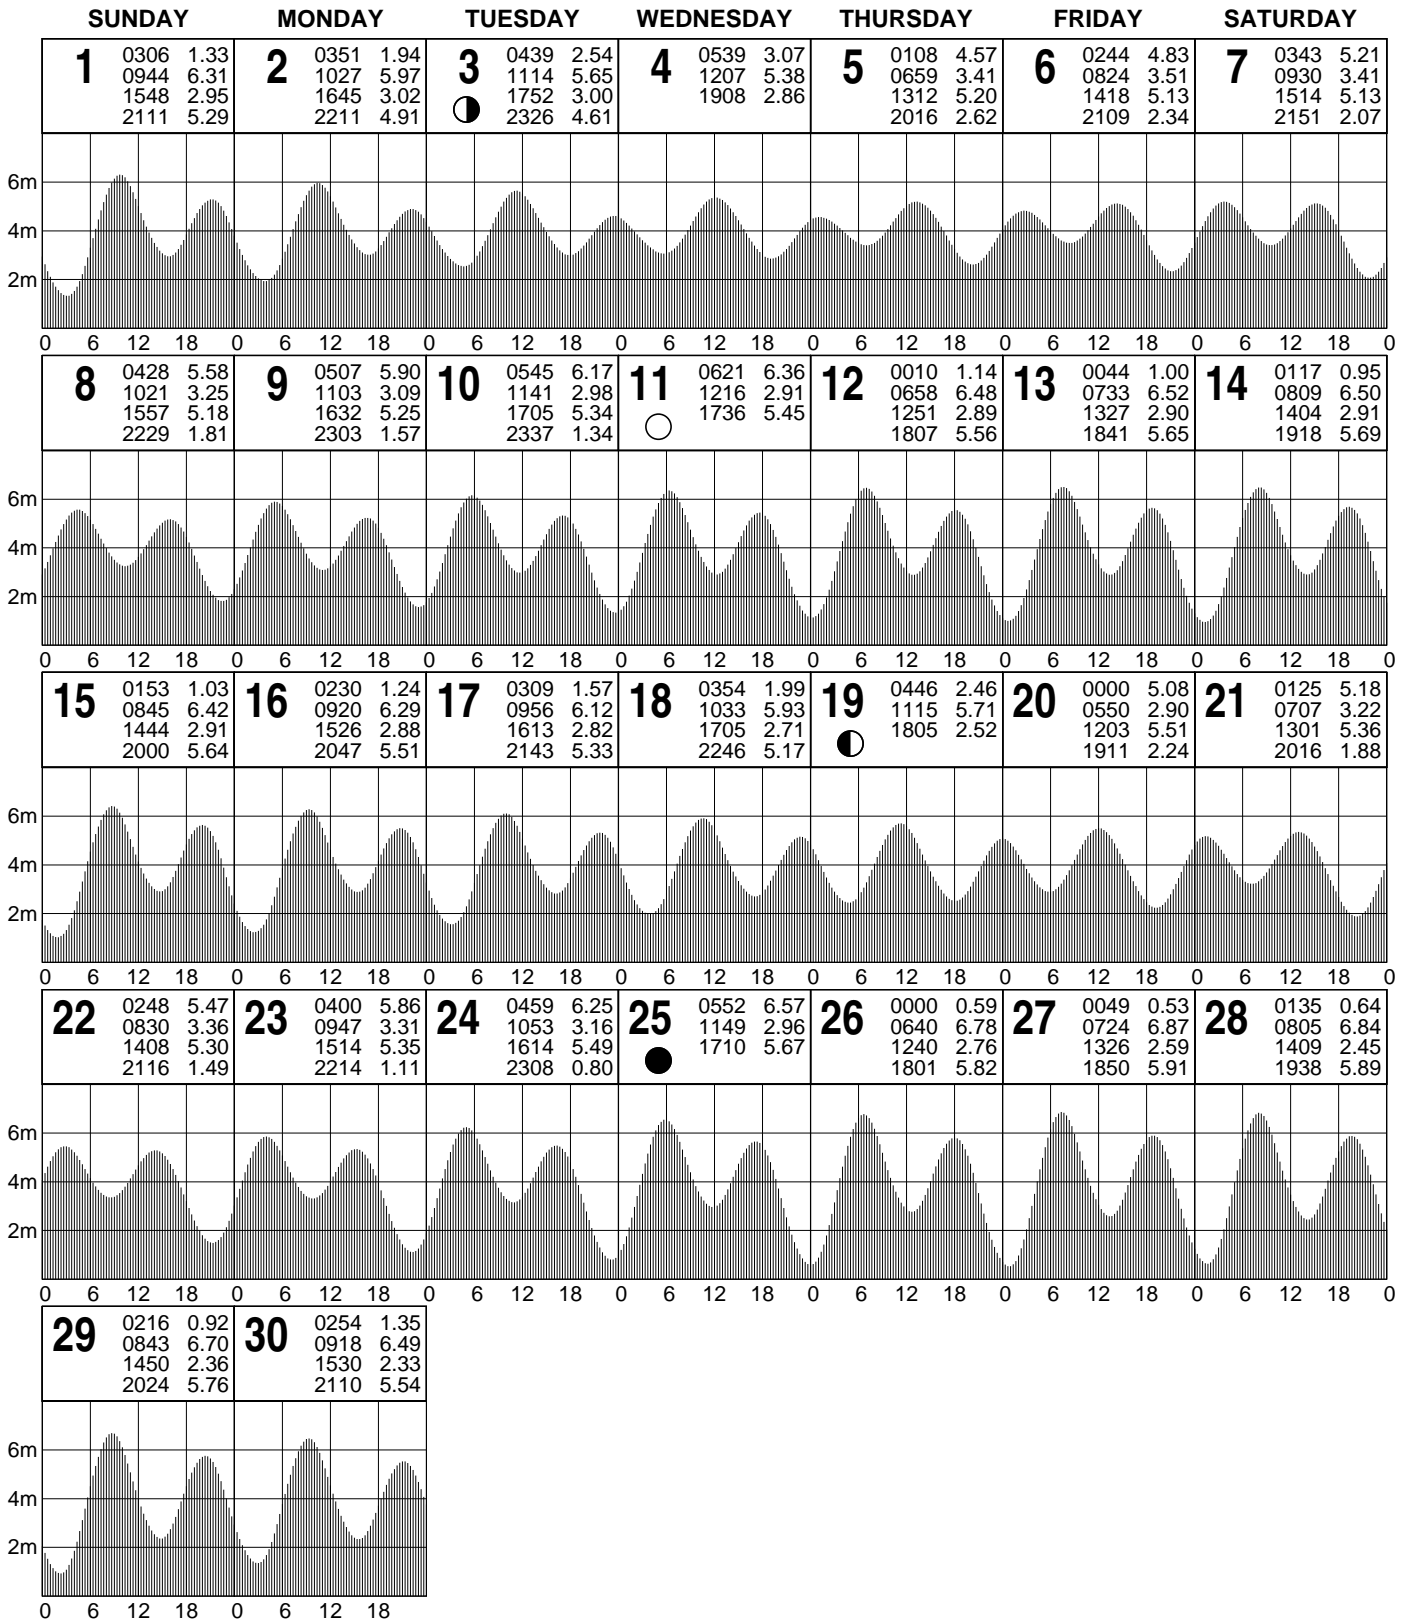 SUNDAY MONDAY TUESDAY WEDNESDAY THURSDAY FRIDAY SATURDAY
1 0306 1.33
0944 6.31
1548 2.95
2111 5.29
2 0351 1.94
1027 5.97
1645 3.02
2211 4.91
3 0439 2.54
1114 5.65
1752 3.00
2326 4.61
4 0539 3.07
1207 5.38
1908 2.86
5 0108 4.57
0659 3.41
1312 5.20
2016 2.62
6 0244 4.83
0824 3.51
1418 5.13
2109 2.34
7 0343 5.21
0930 3.41
1514 5.13
2151 2.07
6m
4m
2m
0 6 12 18 0 6 12 18 0 6 12 18 0 6 12 18 0 6 12 18 0 6 12 18 0 6 12 18 0
8 0428 5.58
1021 3.25
1557 5.18
2229 1.81
9 0507 5.90
1103 3.09
1632 5.25
2303 1.57
10 0545 6.17
1141 2.98
1705 5.34
2337 1.34
11 0621 6.36
1216 2.91
1736 5.45
12 0010 1.14
0658 6.48
1251 2.89
1807 5.56
13 0044 1.00
0733 6.52
1327 2.90
1841 5.65
14 0117 0.95
0809 6.50
1404 2.91
1918 5.69
6m
4m
2m
0 6 12 18 0 6 12 18 0 6 12 18 0 6 12 18 0 6 12 18 0 6 12 18 0 6 12 18 0
15 0153 1.03
0845 6.42
1444 2.91
2000 5.64
16 0230 1.24
0920 6.29
1526 2.88
2047 5.51
17 0309 1.57
0956 6.12
1613 2.82
2143 5.33
18 0354 1.99
1033 5.93
1705 2.71
2246 5.17
19 0446 2.46
1115 5.71
1805 2.52
20 0000 5.08
0550 2.90
1203 5.51
1911 2.24
21 0125 5.18
0707 3.22
1301 5.36
2016 1.88
6m
4m
2m
0 6 12 18 0 6 12 18 0 6 12 18 0 6 12 18 0 6 12 18 0 6 12 18 0 6 12 18 0
22 0248 5.47
0830 3.36
1408 5.30
2116 1.49
23 0400 5.86
0947 3.31
1514 5.35
2214 1.11
24 0459 6.25
1053 3.16
1614 5.49
2308 0.80
25 0552 6.57
1149 2.96
1710 5.67
26 0000 0.59
0640 6.78
1240 2.76
1801 5.82
27 0049 0.53
0724 6.87
1326 2.59
1850 5.91
28 0135 0.64
0805 6.84
1409 2.45
1938 5.89
6m
4m
2m
0 6 12 18 0 6 12 18 0 6 12 18 0 6 12 18 0 6 12 18 0 6 12 18 0 6 12 18 0
29 0216 0.92
0843 6.70
1450 2.36
2024 5.76
30 0254 1.35
0918 6.49
1530 2.33
2110 5.54
6m
4m
2m
0 6 12 18 0 6 12 18